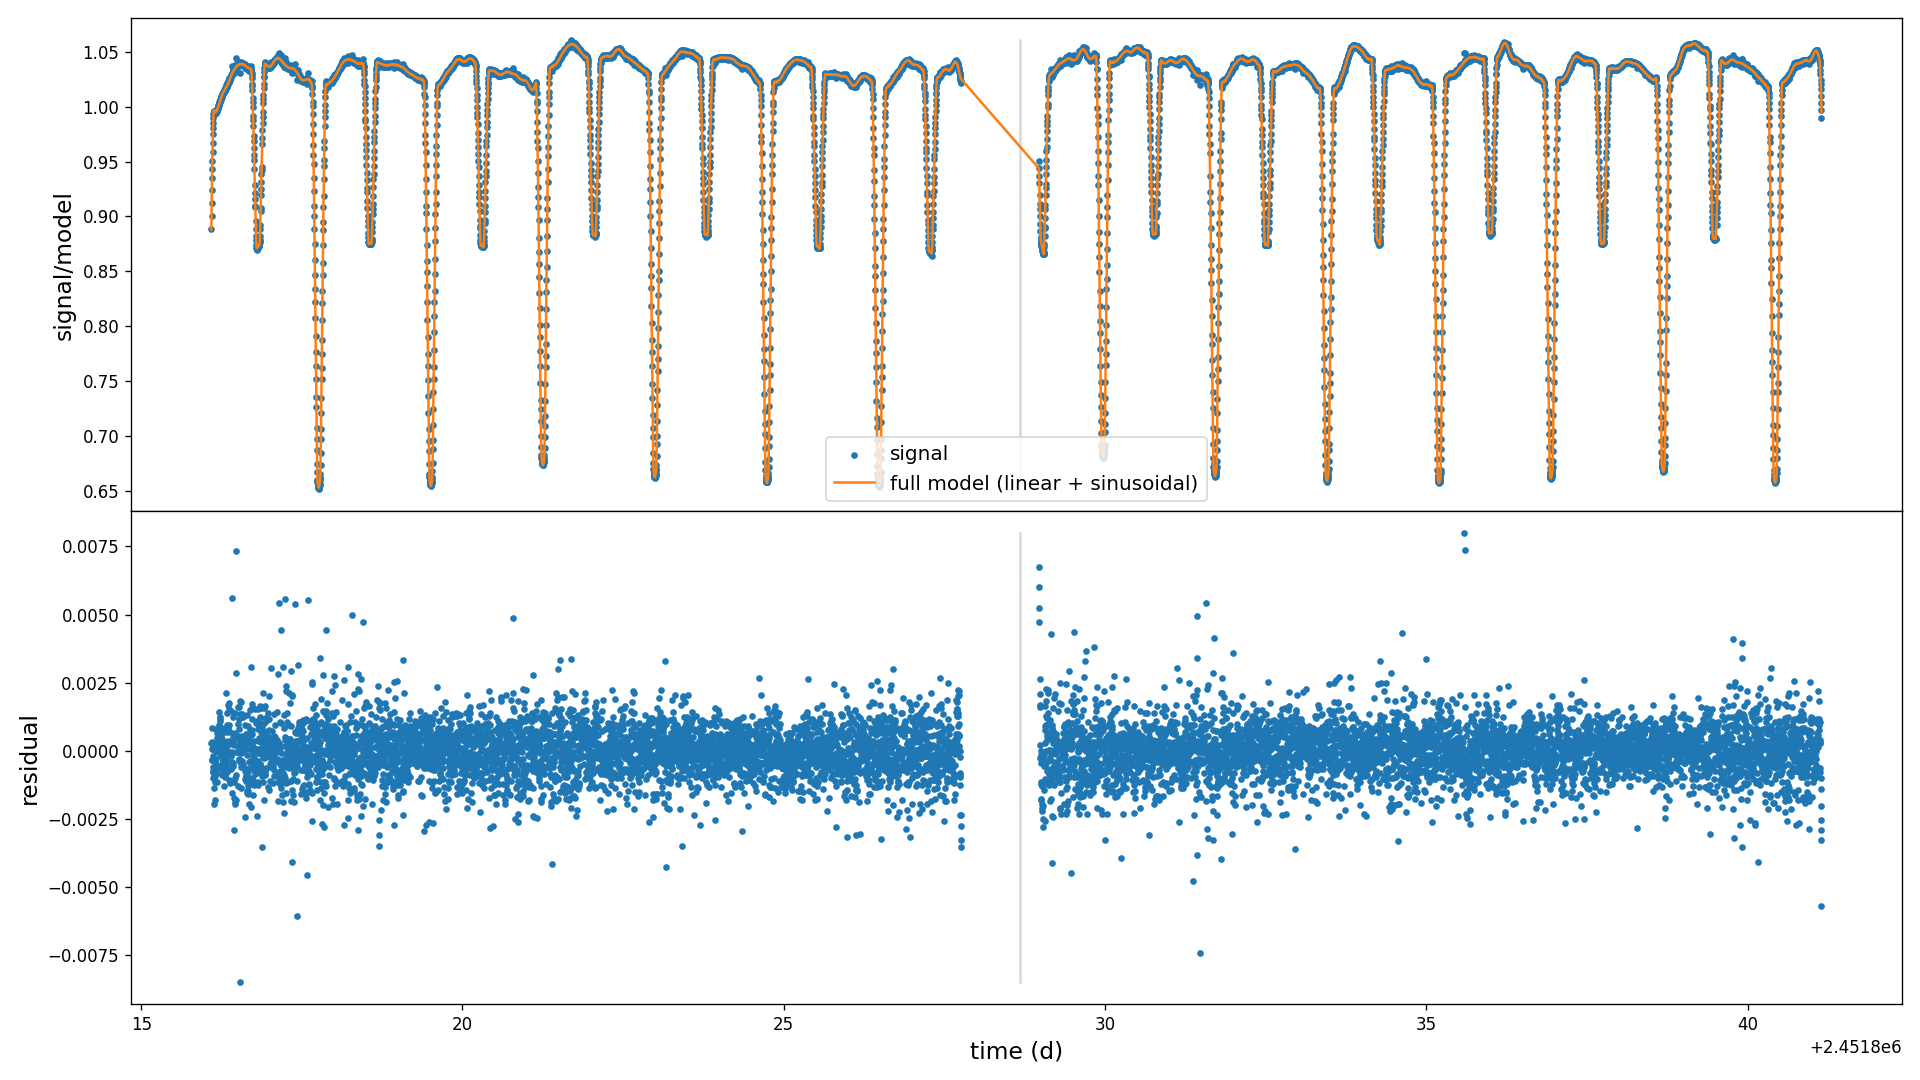 signal/model
1.05
1.00
0.95
0.90
0.85
0.80
0.75
0.70
0.65
signal
full model (linear + sinusoidal)
residual
0.0075
0.0050
0.0025
0.0000
−0.0025
−0.0050
−0.0075
15 20 25 30 35 40
time (d)
+2.4518e6